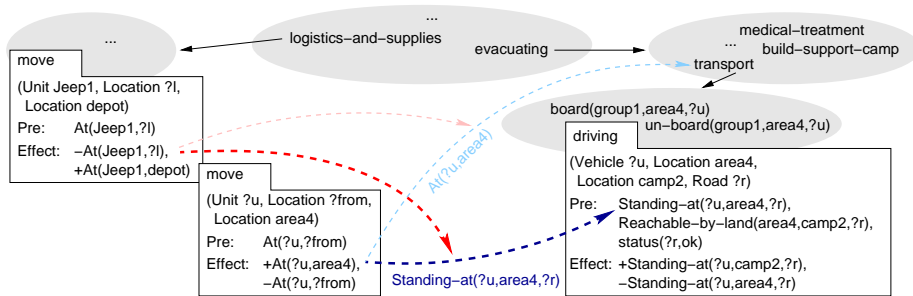 ...
logistics−and−supplies
evacuating
...
medical−treatment
...
build−support−camp
transport
move
(Unit Jeep1, Location ?l,
Location depot)
Pre: At(Jeep1,?l)
Effect: −At(Jeep1,?l),
+At(Jeep1,depot)
move
(Unit ?u, Location ?from,
Location area4)
Pre: At(?u,?from)
Effect: +At(?u,area4),
−At(?u,?from)
At(?u,area4)
Standing−at(?u,area4,?r)
board(group1,area4,?u)
un−board(group1,area4,?u)
driving
(Vehicle ?u, Location area4,
Location camp2, Road ?r)
Pre: Standing−at(?u,area4,?r),
Reachable−by−land(area4,camp2,?r),
status(?r,ok)
Effect: +Standing−at(?u,camp2,?r),
−Standing−at(?u,area4,?r)